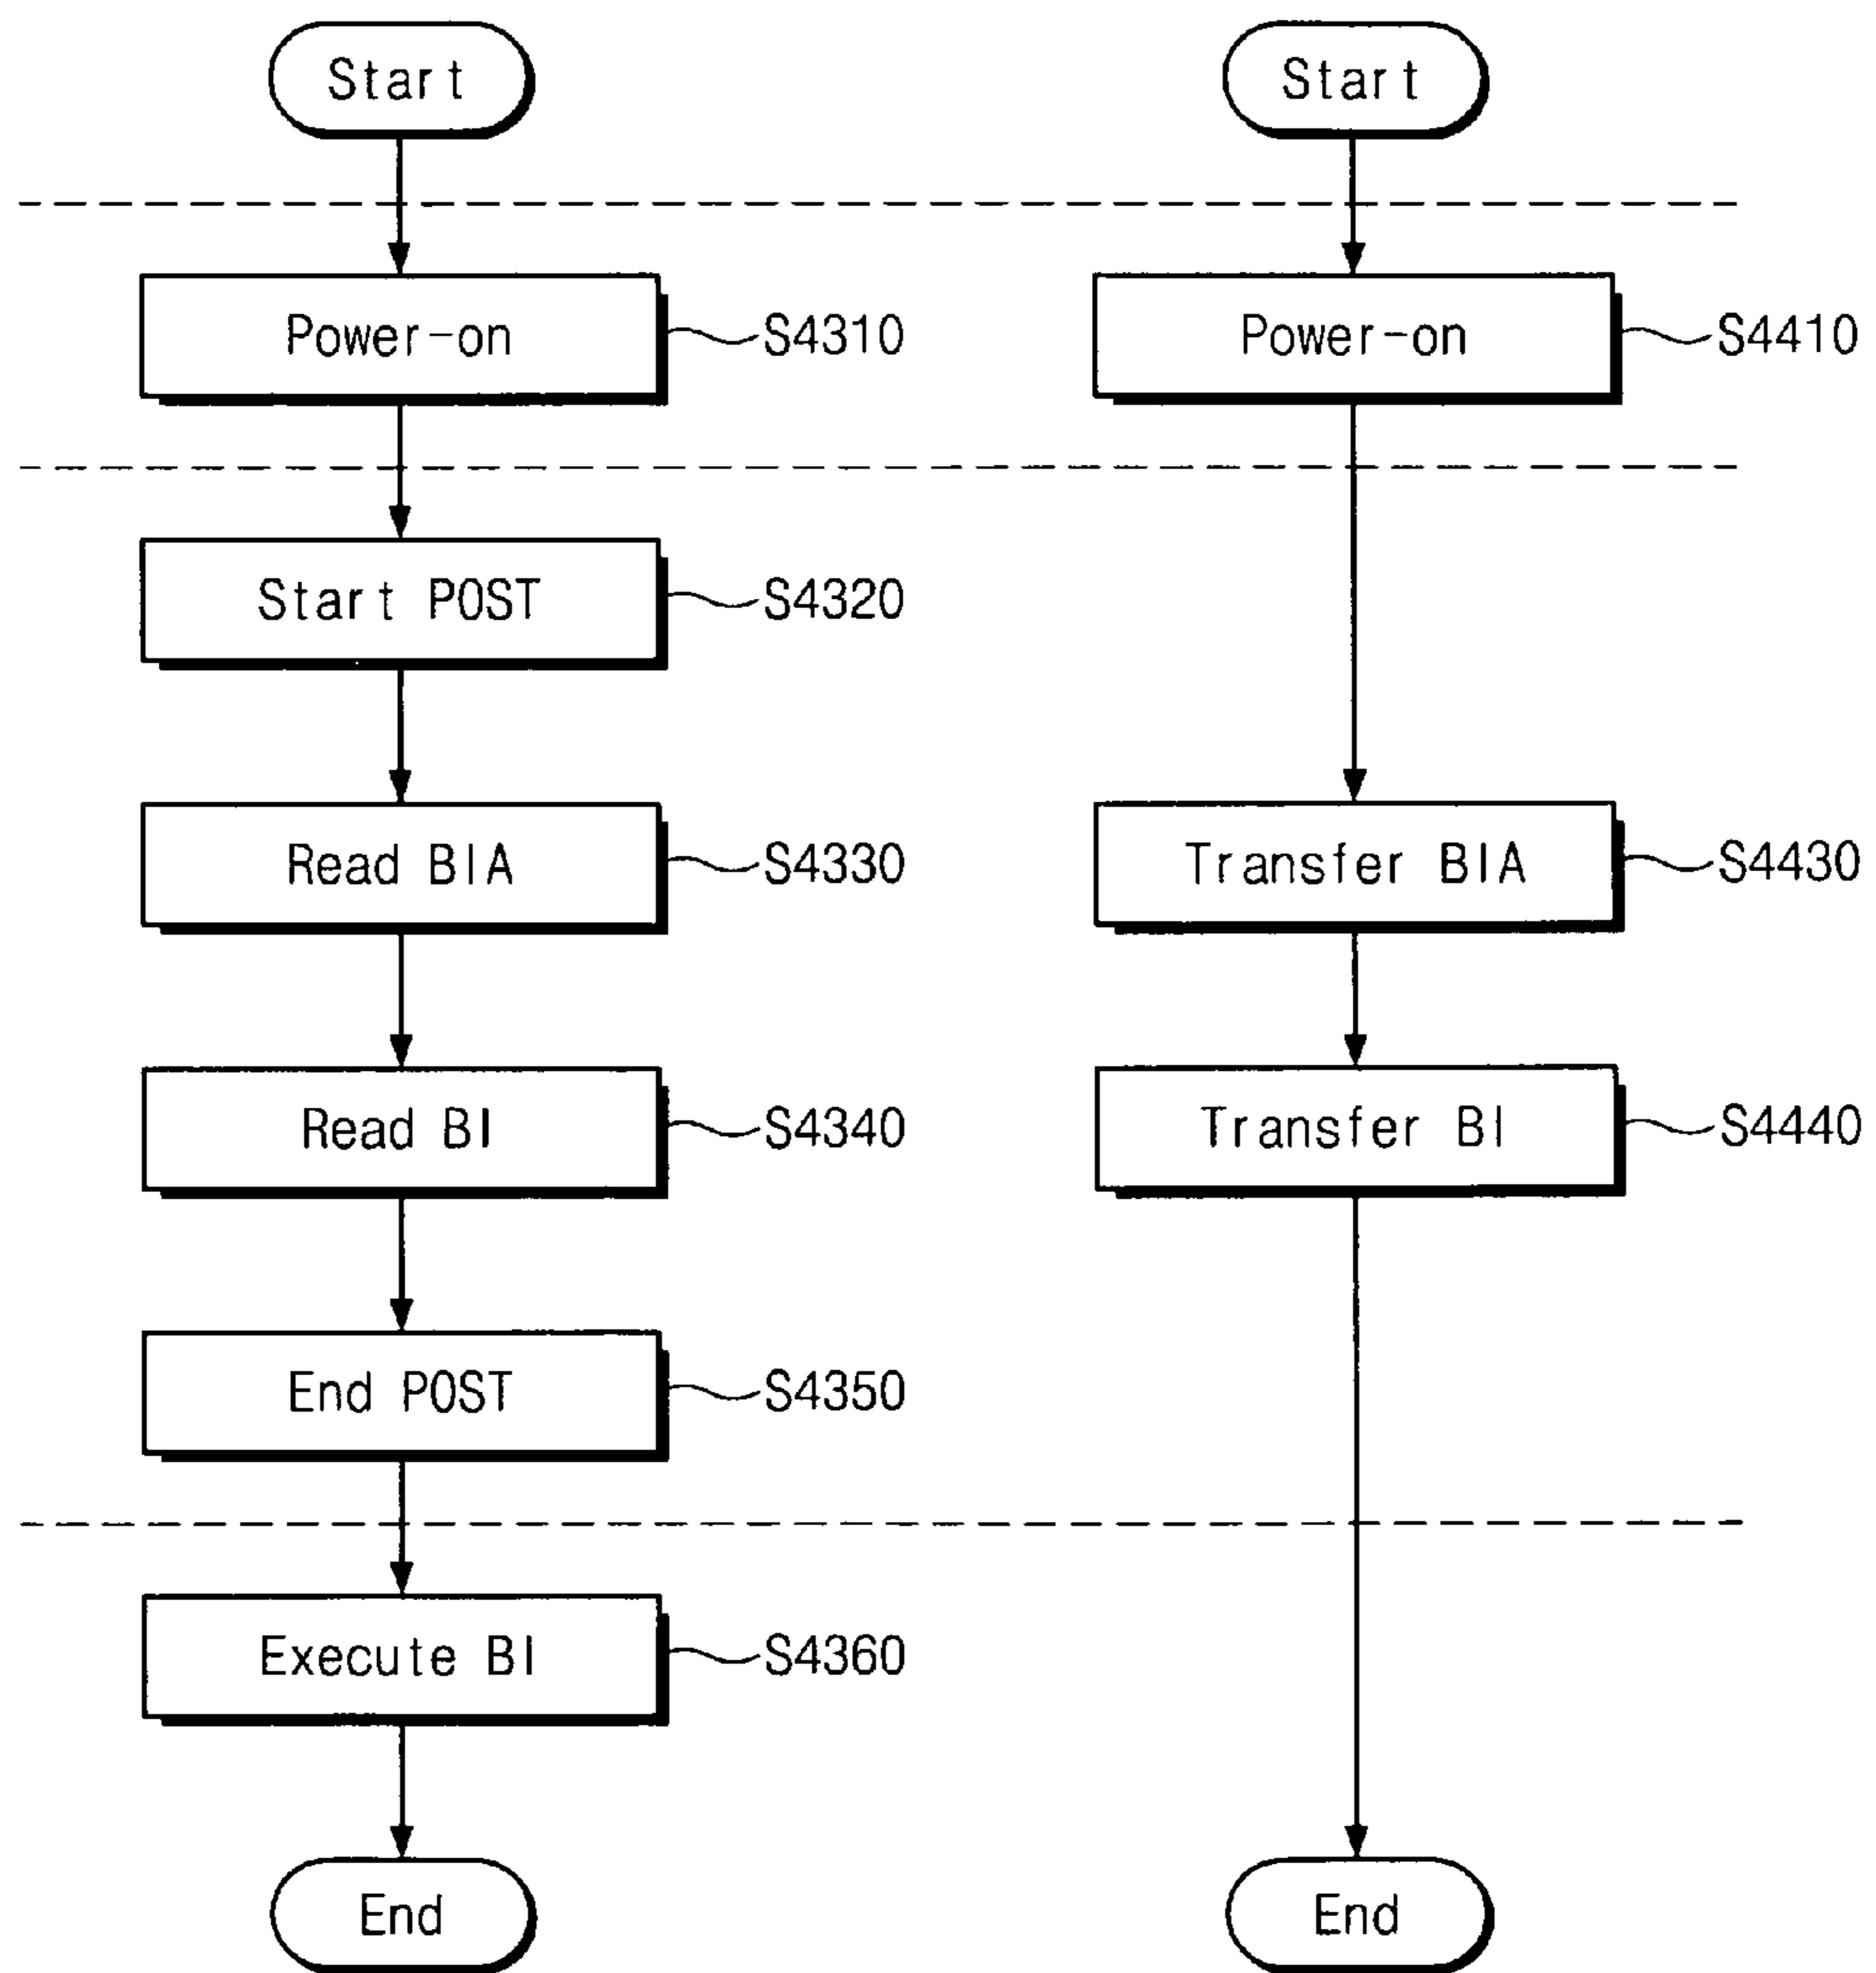 Start
Start
Power-on
S4310
Power-on
S4410
Start POST
S4320
Read BIA
S4330
Transfer BIA
S4430
Read BI
S4340
Transfer BI
S4440
End POST
S4350
Execute BI
S4360
End
End